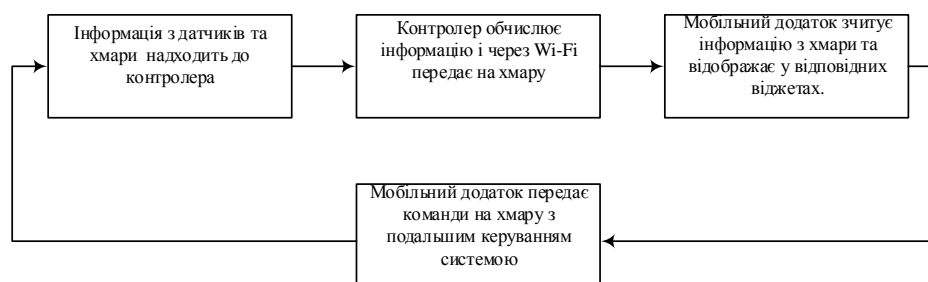 Інформація з датчиків та
хмари надходить до
контролера
Контролер обчислює
інформацію і через Wi-Fi
передає на хмару
Мобільний додаток зчитує
інформацію з хмари та
відображає у відповідних
віджетах.
Мобільний додаток передає
команди на хмару з
подальшим керуванням
системою